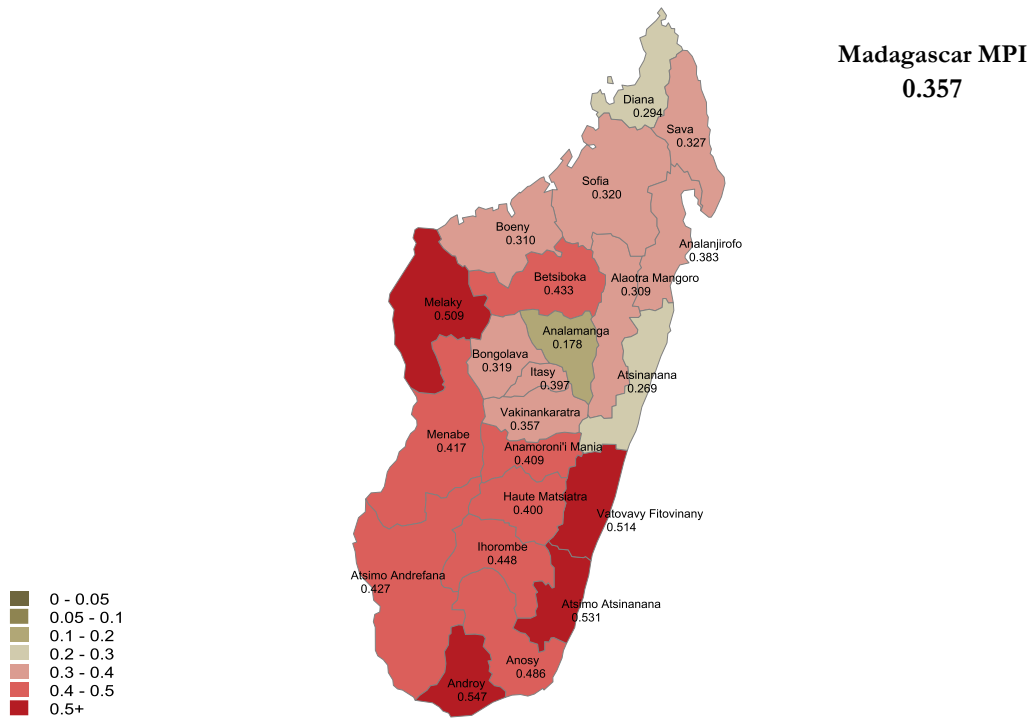 Madagascar MPI
0.357
Diana
0.294
Sava
0.327
Sofia
0.320
Boeny
0.310
Analanjirofo
0.383
Betsiboka
0.433
Alaotra Mangoro
0.309
Melaky
0.509
Analamanga
0.178
Bongolava
0.319
Itasy
0.397
Atsinanana
0.269
Vakinankaratra
0.357
Menabe
0.417
Anamoroni'i Mania
0.409
Haute Matsiatra
0.400
Vatovavy Fitovinany
0.514
Ihorombe
0.448
Atsimo Andrefana
0.427
Atsimo Atsinanana
0.531
Anosy
0.486
Androy
0.547
0 - 0.05
0.05 - 0.1
0.1 - 0.2
0.2 - 0.3
0.3 - 0.4
0.4 - 0.5
0.5+